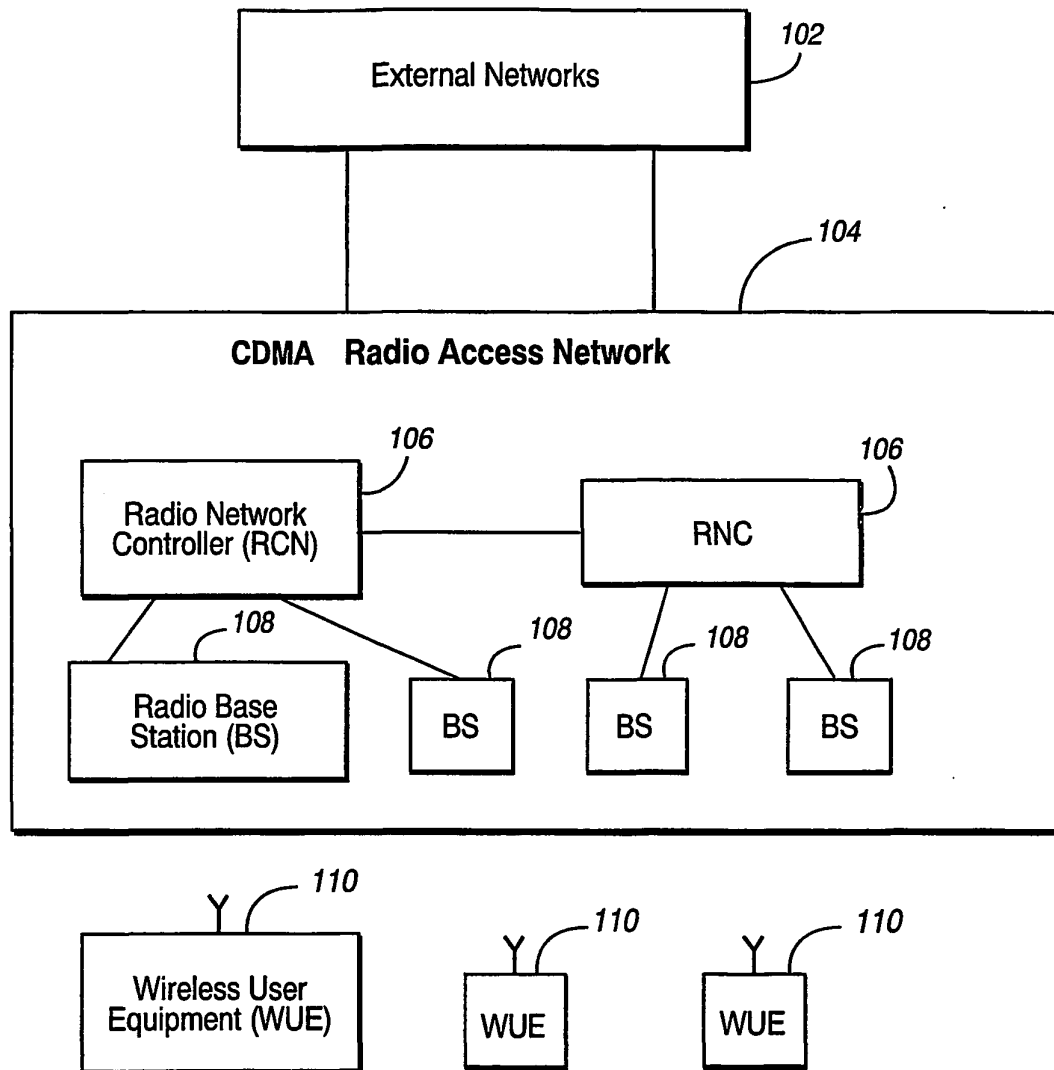 102
External Networks
104
CDMA Radio Access Network
106
106
Radio Network
Controller (RCN)
RNC
108
108
108
108
Radio Base
Station (BS)
BS
BS
BS
110
110
110
Wireless User
Equipment (WUE)
WUE
WUE